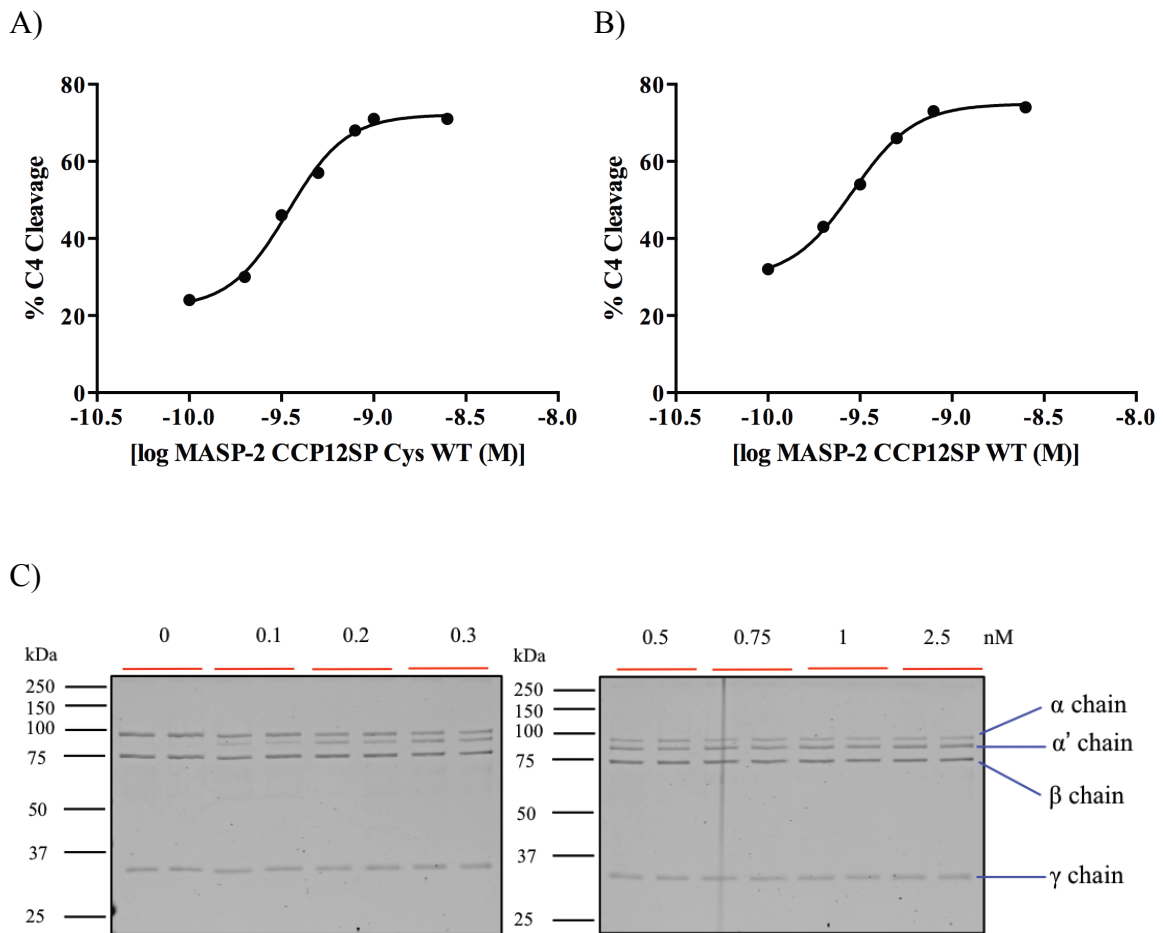 A)
% C4 Cleavage
80
60
40
20
0
-10.5 -10.0 -9.5 -9.0 -8.5 -8.0
[log MASP-2 CCP12SP Cys WT (M)]
B)
% C4 Cleavage
80
60
40
20
0
-10.5 -10.0 -9.5 -9.0 -8.5 -8.0
[log MASP-2 CCP12SP WT (M)]
C)
0 0.1 0.2 0.3
kDa
250
150
100
75
50
37
25
0.5 0.75 1 2.5 nM
kDa
250
150
100
75
50
37
25
α chain
α’ chain
β chain
γ chain